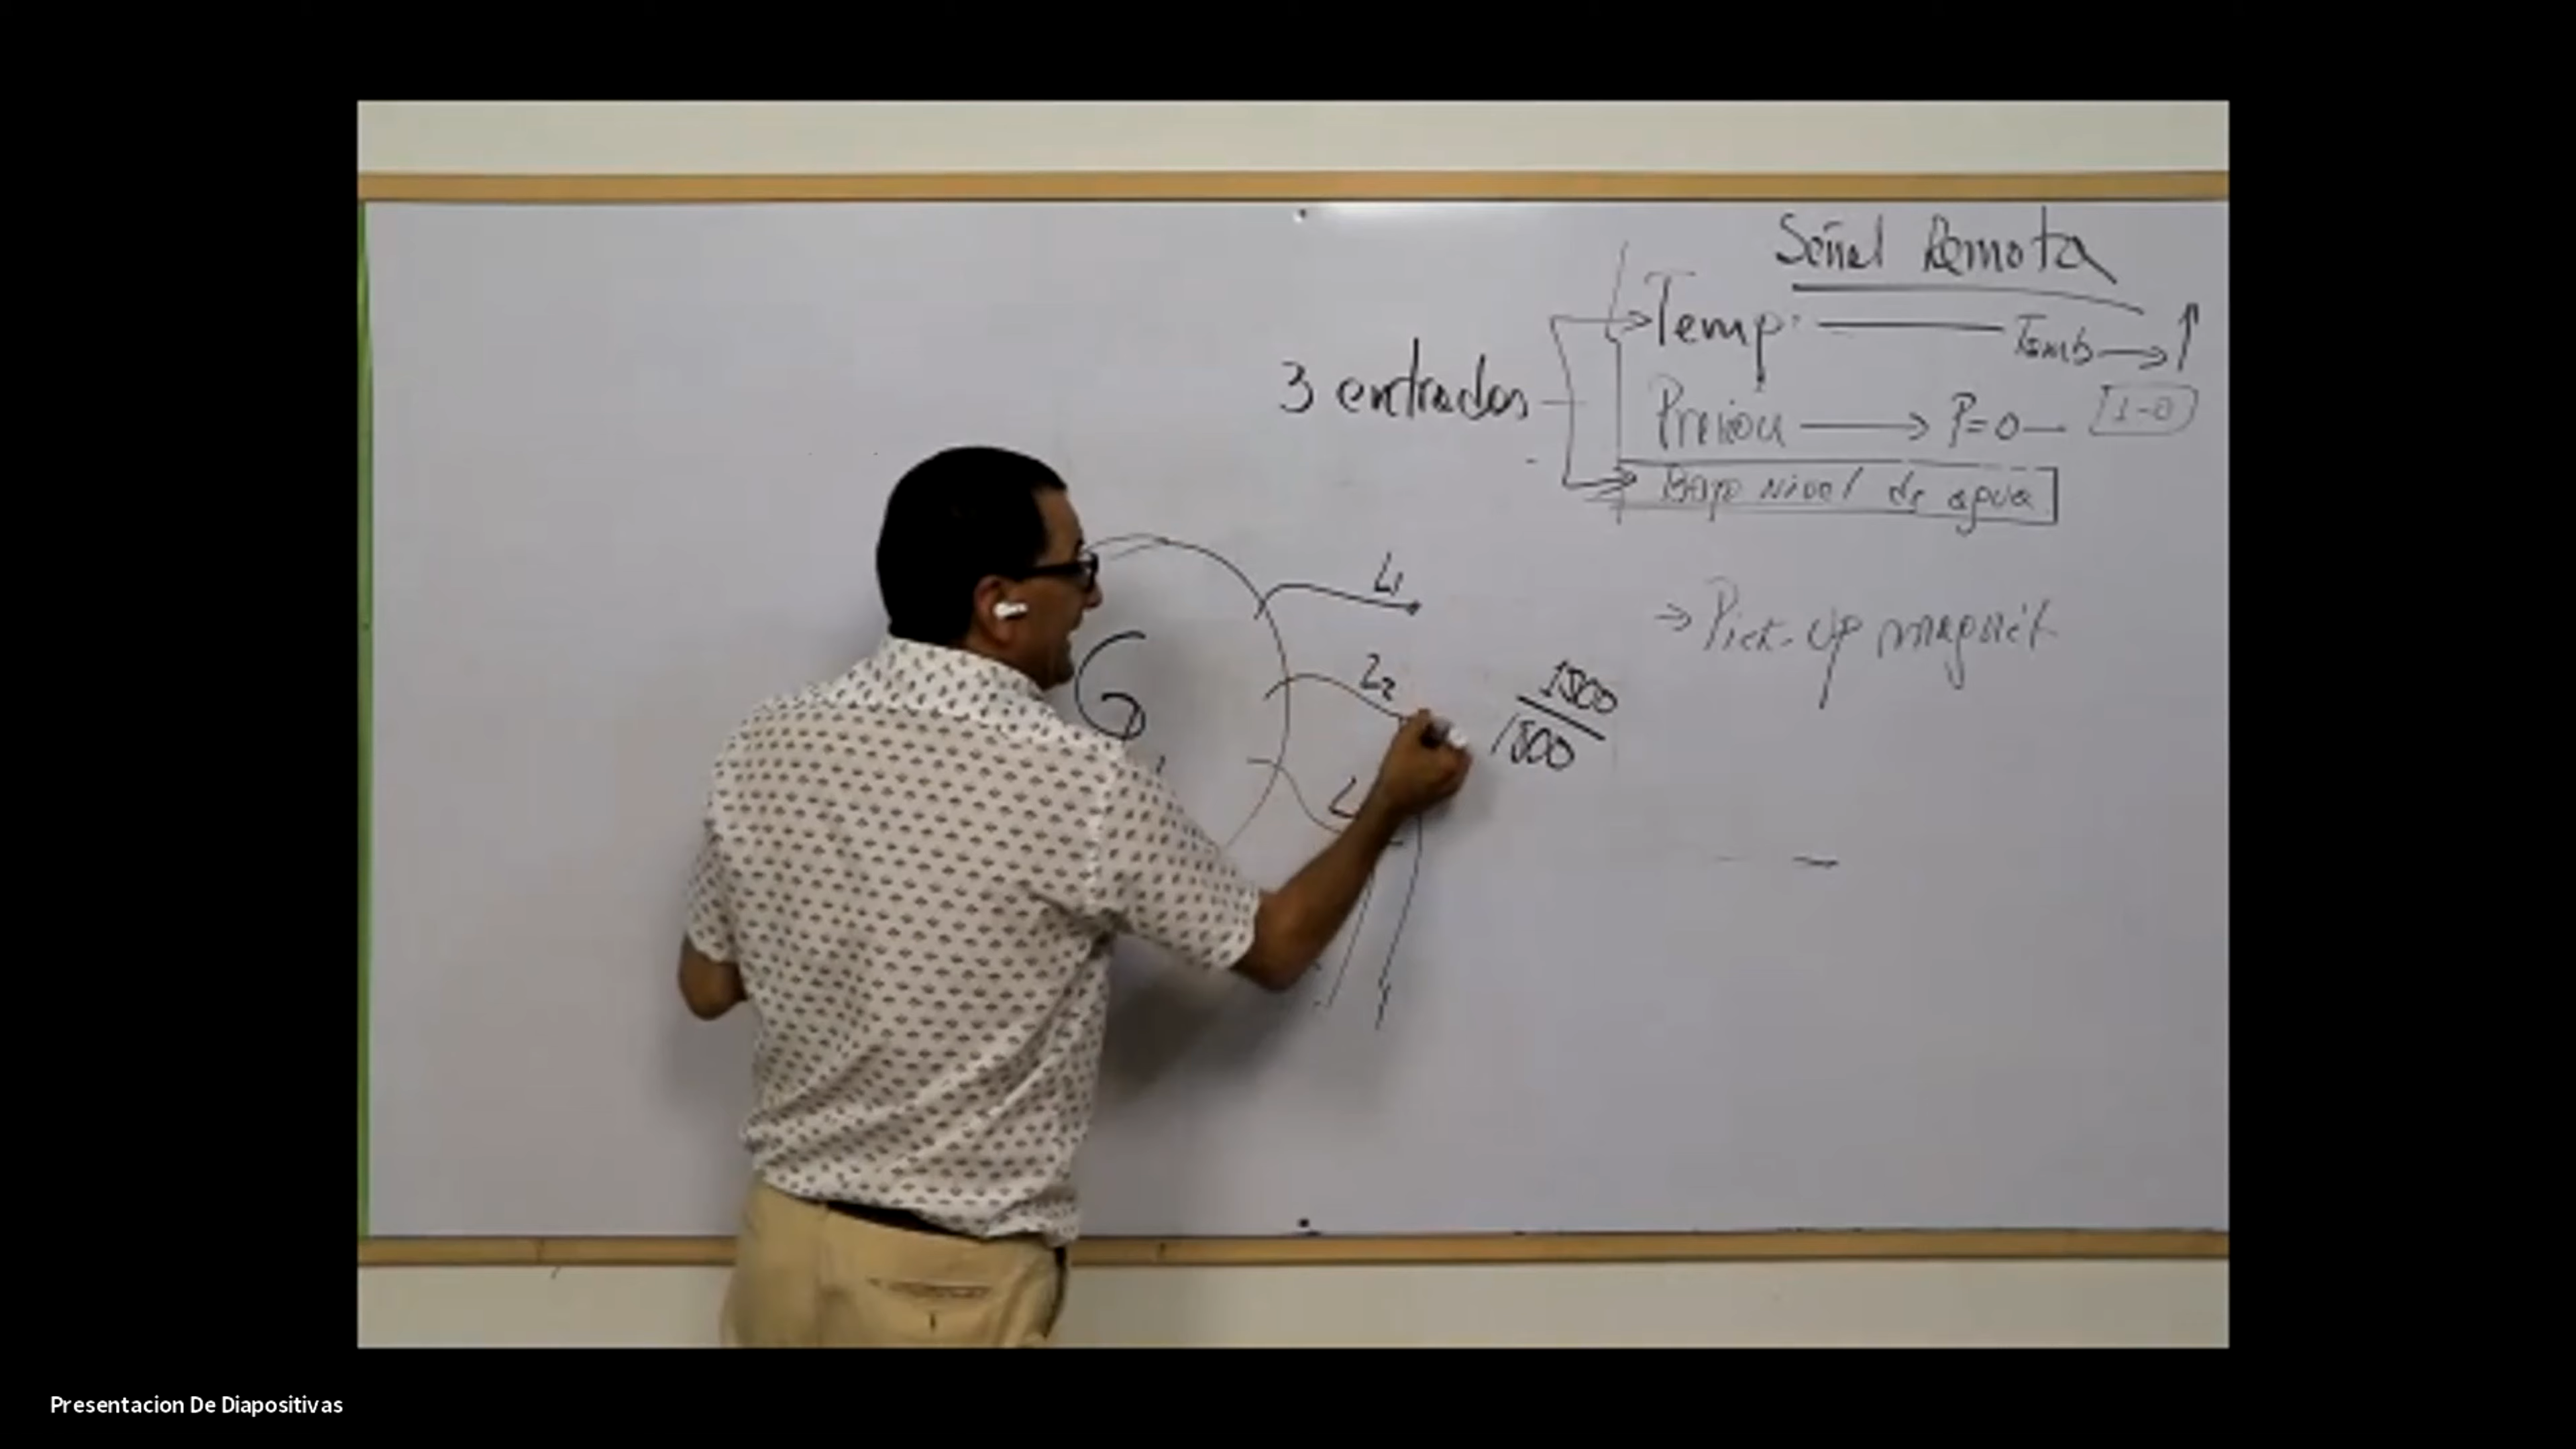 Señal Remota
Temp. Tamb
3 entradas
Presion P=0 1-0
Bajo nivel de agua
L1
Pick-up magnét
G
L2
1800
1800
L
Presentacion De Diapositivas